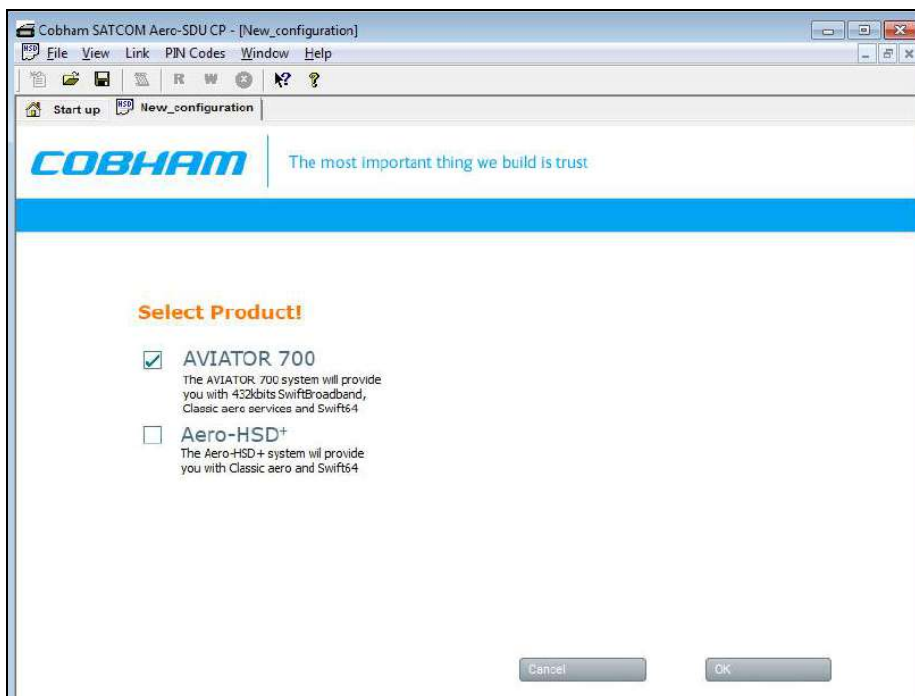 Cobham SATCOM Aero-SDU CP - [New_configuration]
File View Link PIN Codes Window Help
R W
Start up New_configuration
COBHAM The most important thing we build is trust
Select Product!
AVIATOR 700
The AVIATOR 700 system will provide
you with 432kbits SwiftBroadband,
Classic aero services and Swift64
Aero-HSD+
The Aero-HSD+ system wil provide
you with Classic aero and Swift64
Cancel OK